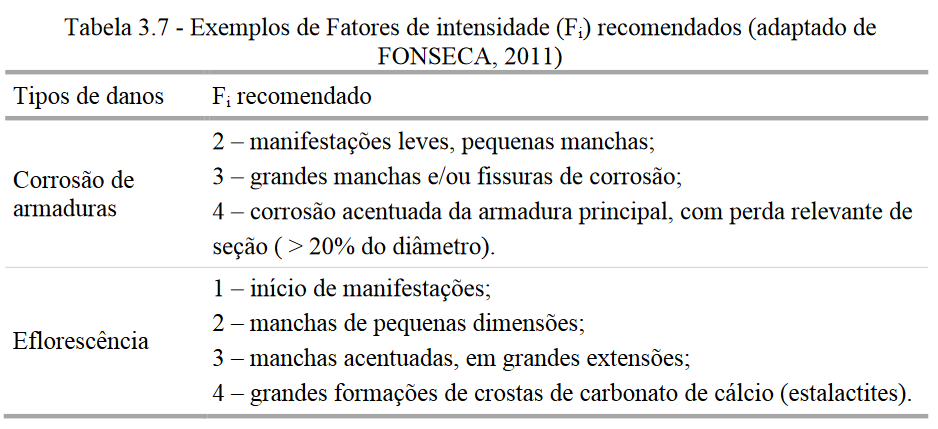 Tabela 3.7 - Exemplos de Fatores de intensidade (Fi) recomendados (adaptado de
FONSECA, 2011)
Tipos de danos
Fi recomendado
Corrosão de
armaduras
2 – manifestações leves, pequenas manchas;
3 – grandes manchas e/ou fissuras de corrosão;
4 – corrosão acentuada da armadura principal, com perda relevante de
seção ( > 20% do diâmetro).
Eflorescência
1 – início de manifestações;
2 – manchas de pequenas dimensões;
3 – manchas acentuadas, em grandes extensões;
4 – grandes formações de crostas de carbonato de cálcio (estalactites).